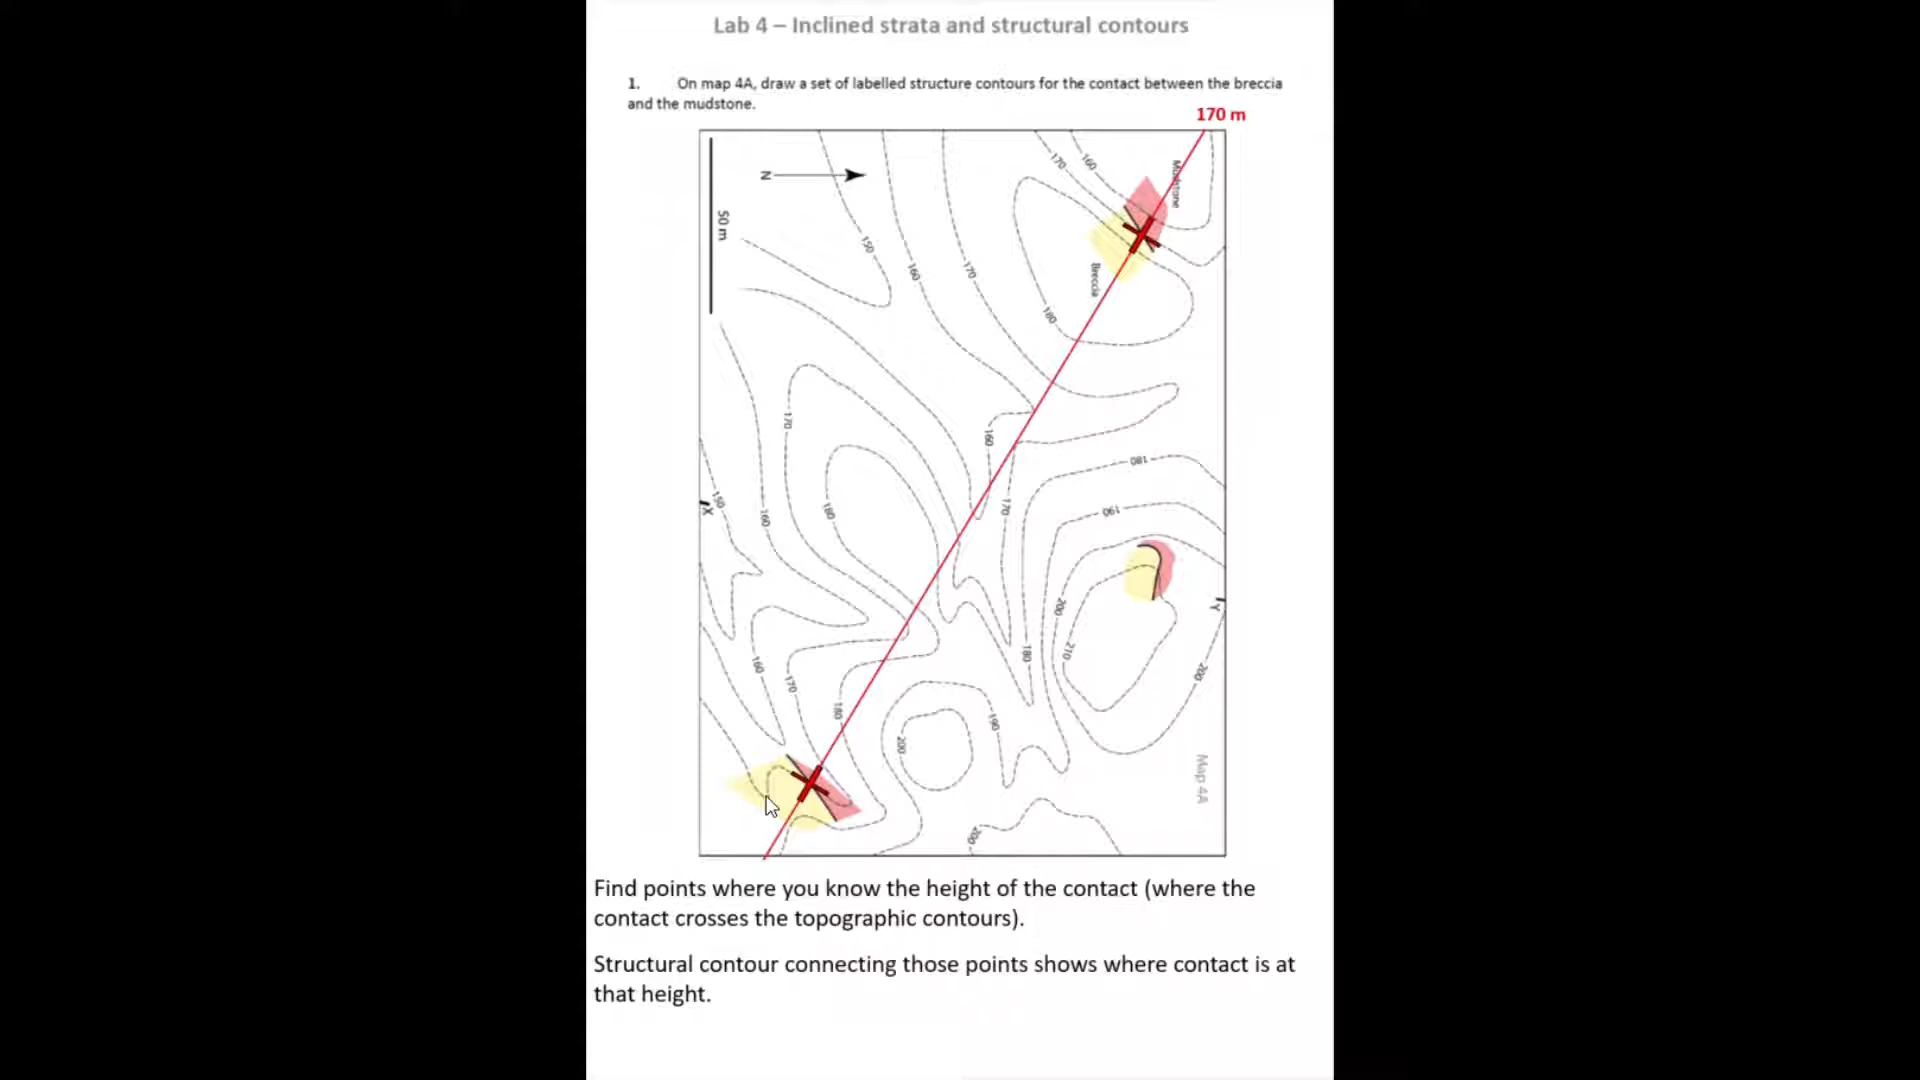 Lab 4 – Inclined strata and structural contours
1. On map 4A, draw a set of labelled structure contours for the contact between the breccia
and the mudstone.
170 m
N
50 m
Mudstone
Breccia
170
160
150
160
170
180
160
170
180
190
170
180
160
150
X
200
210
180
200
Y
160
170
180
190
200
200
Map 4A
Find points where you know the height of the contact (where the
contact crosses the topographic contours).
Structural contour connecting those points shows where contact is at
that height.